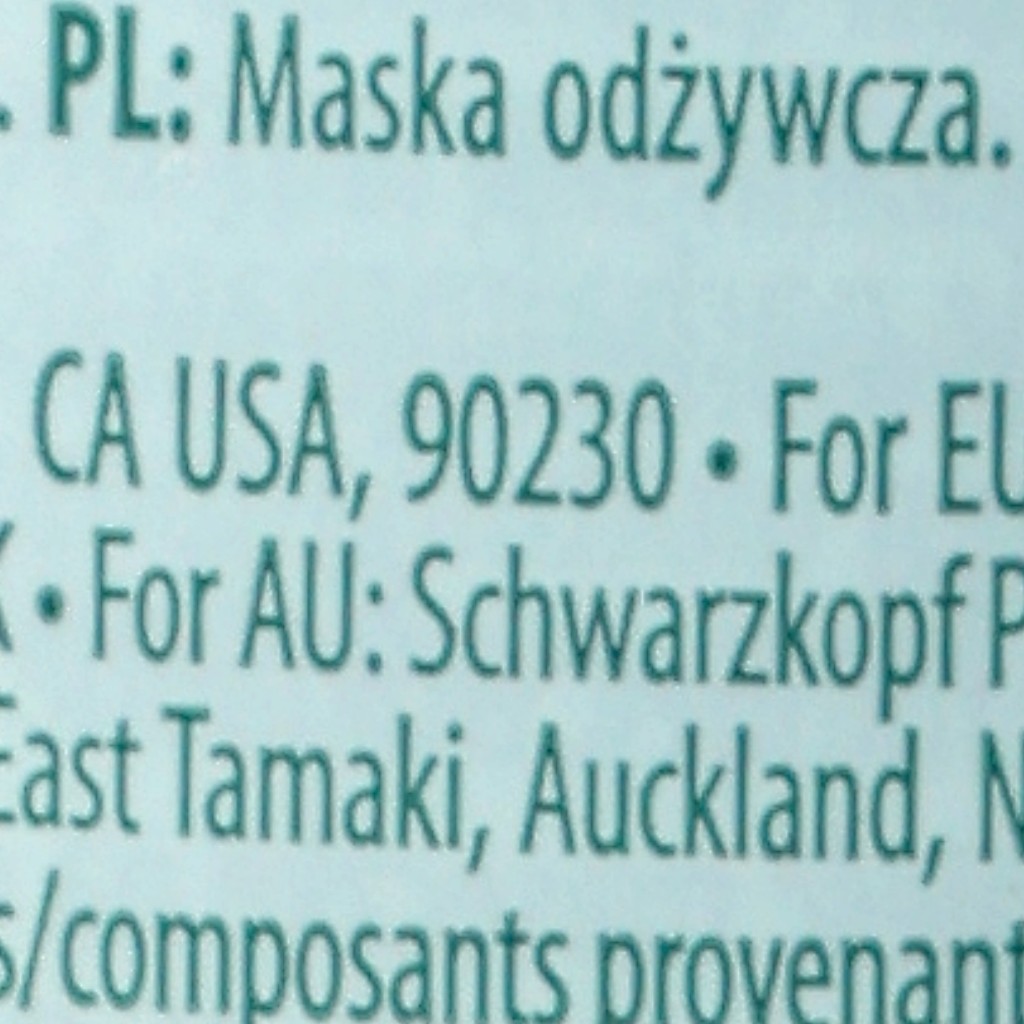 . PL: Maska odżywcza.
CA USA, 90230 • For EU
• For AU: Schwarzkopf P
East Tamaki, Auckland, N
s/composants provenant